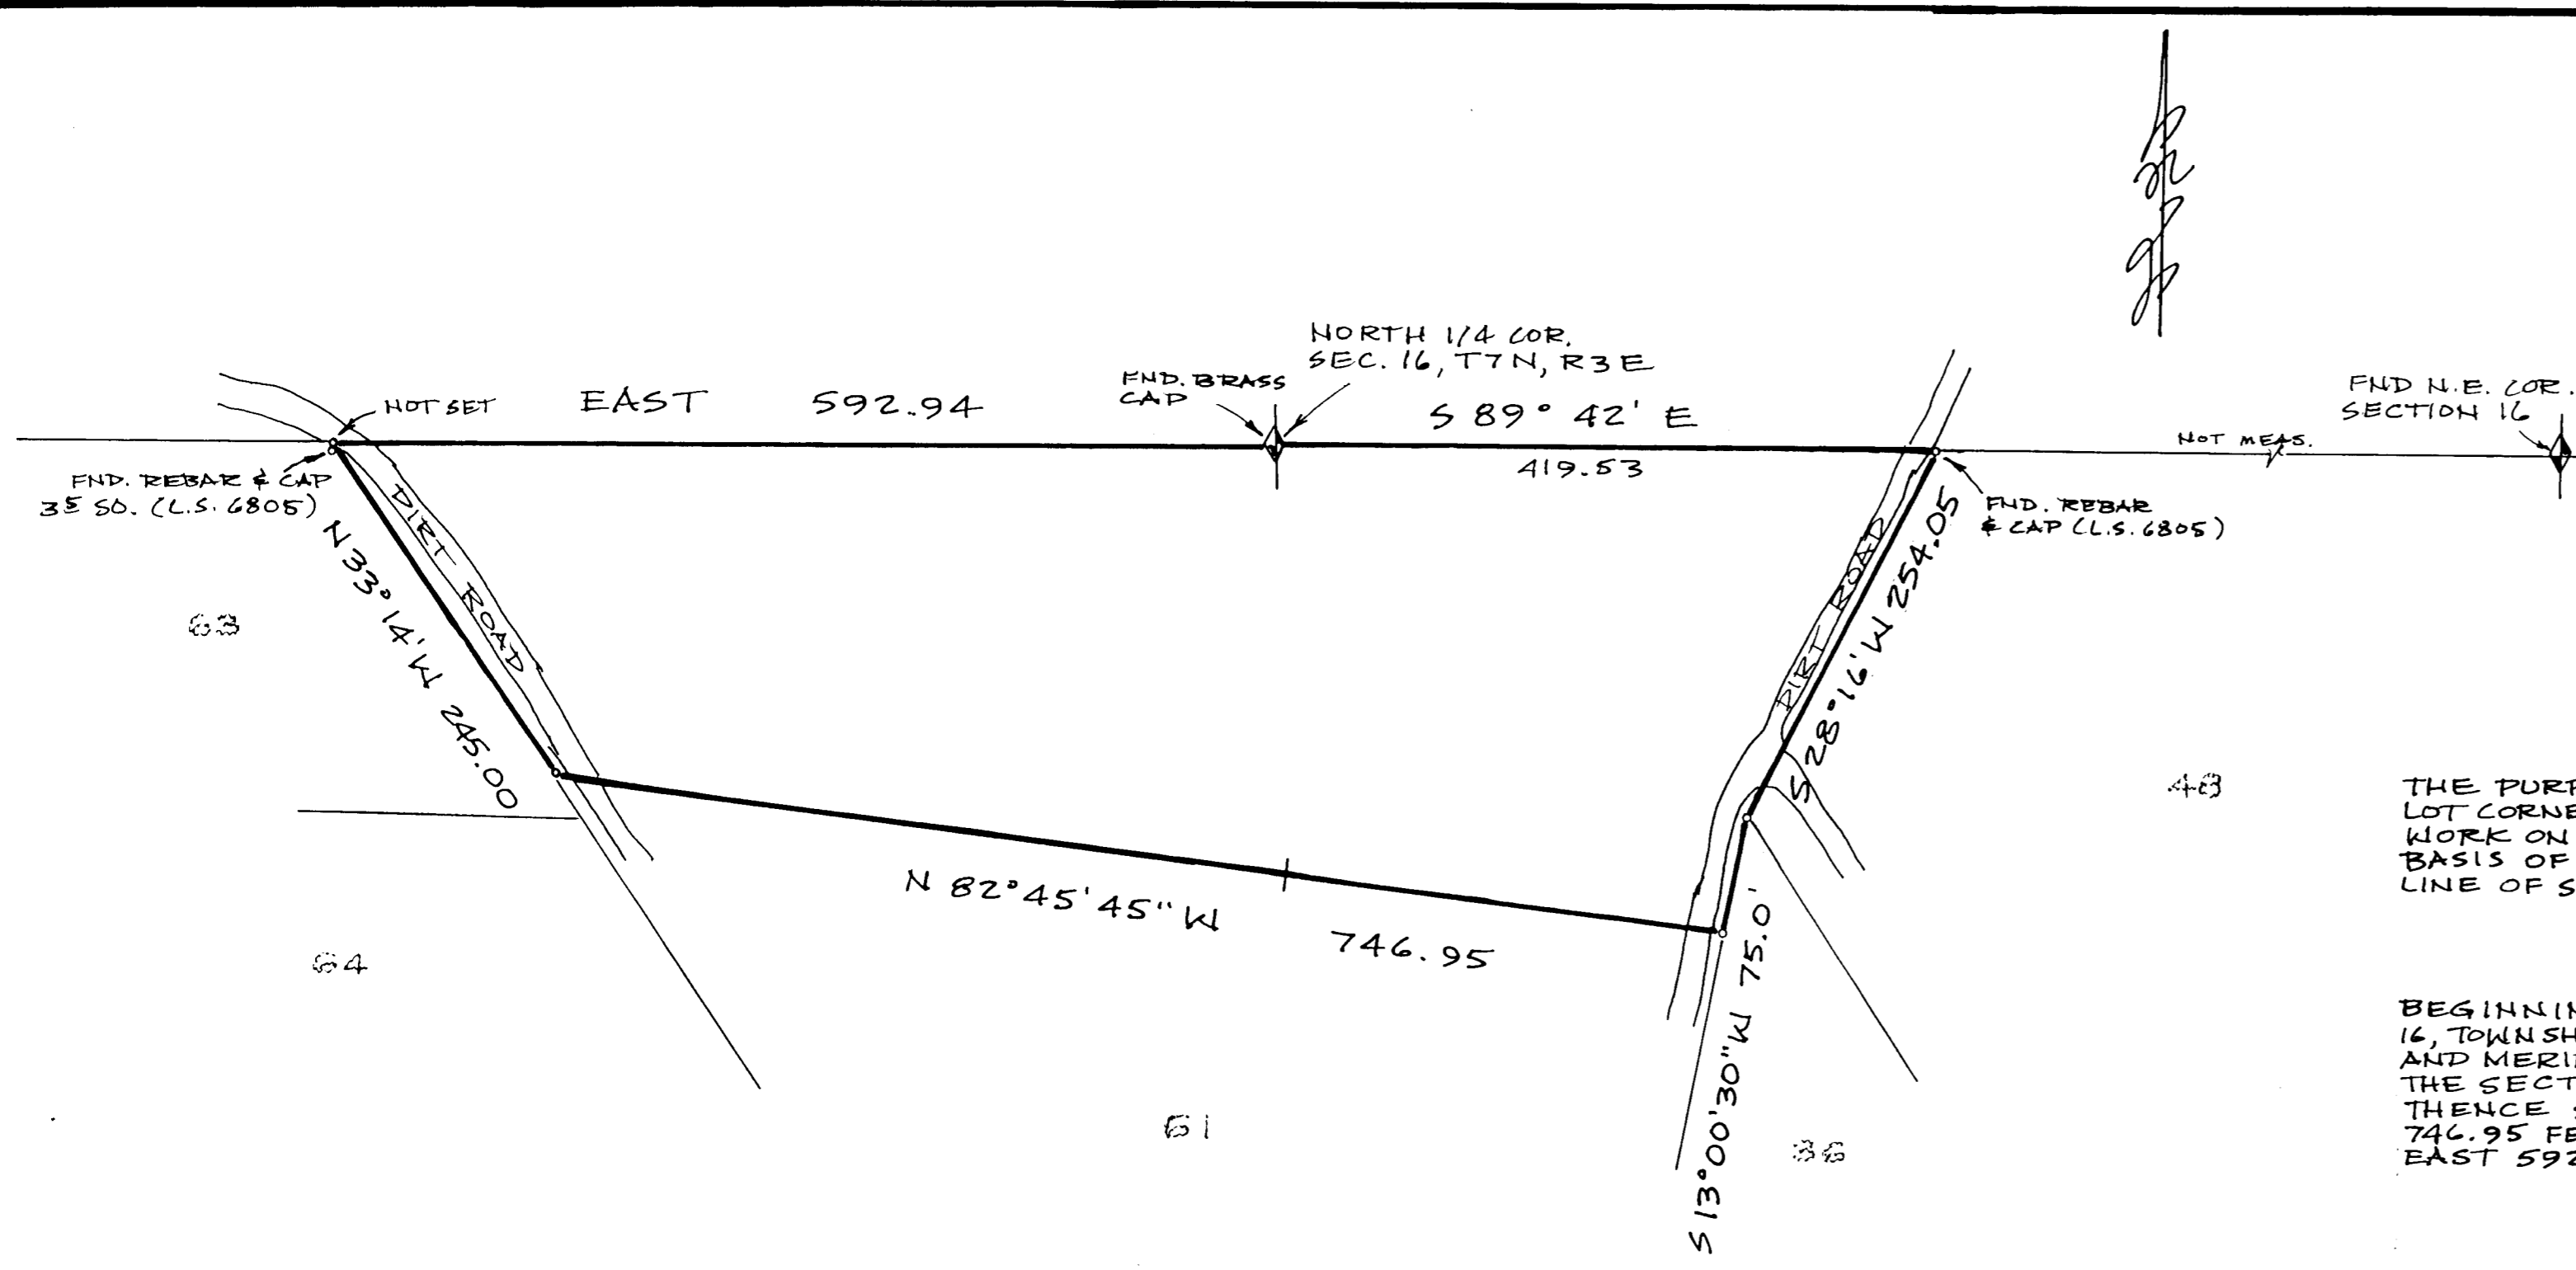 NORTH 1/4 COR.
SEC. 16, T7N, R3E
FND. BRASS
CAP
NOT SET
EAST 592.94
S 89° 42' E
419.53
FND N.E. COR.
SECTION 16
NOT MEAS.
FND. REBAR & CAP
3⁵ SO. (L.S. 6805)
FND. REBAR
& CAP (L.S. 6805)
N33°14'W 245.00
DIRT ROAD
DIRT ROAD
S 28°16'W 254.05
63
48
64
N 82°45'45" W
746.95
S 13°00'30"W 75.0'
61
36
THE PURP
LOT CORNE
WORK ON
BASIS OF
LINE OF S
BEGINNIN
16, TOWNSH
AND MERI
THE SECT
THENCE
746.95 FE
EAST 592